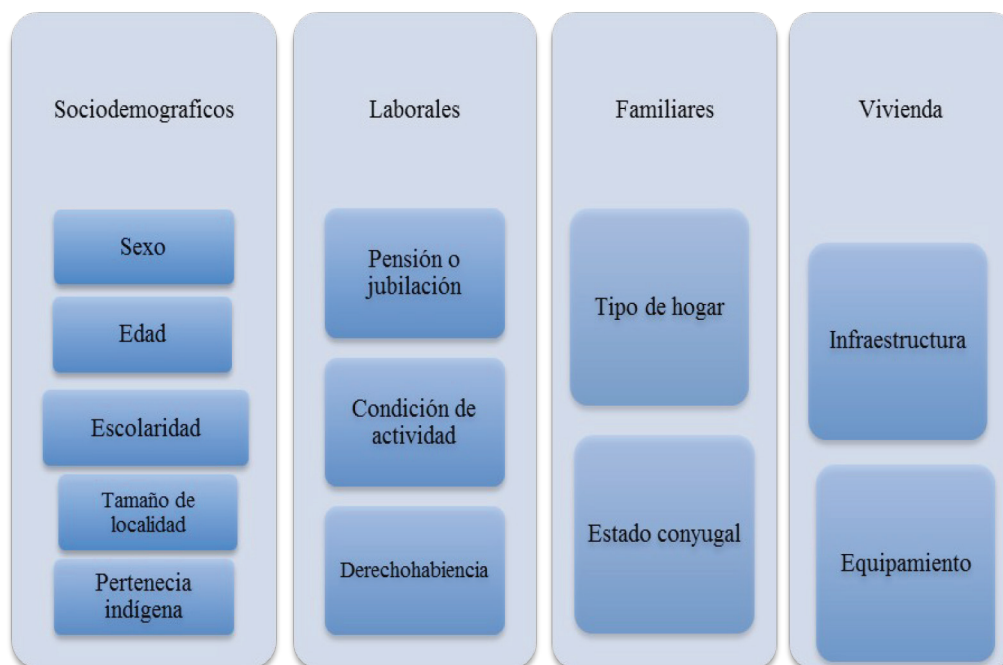 Sociodemograficos
Sexo
Edad
Escolaridad
Tamaño de
localidad
Pertenecia
indígena
Laborales
Pensión o
jubilación
Condición de
actividad
Derechohabiencia
Familiares
Tipo de hogar
Estado conyugal
Vivienda
Infraestructura
Equipamiento